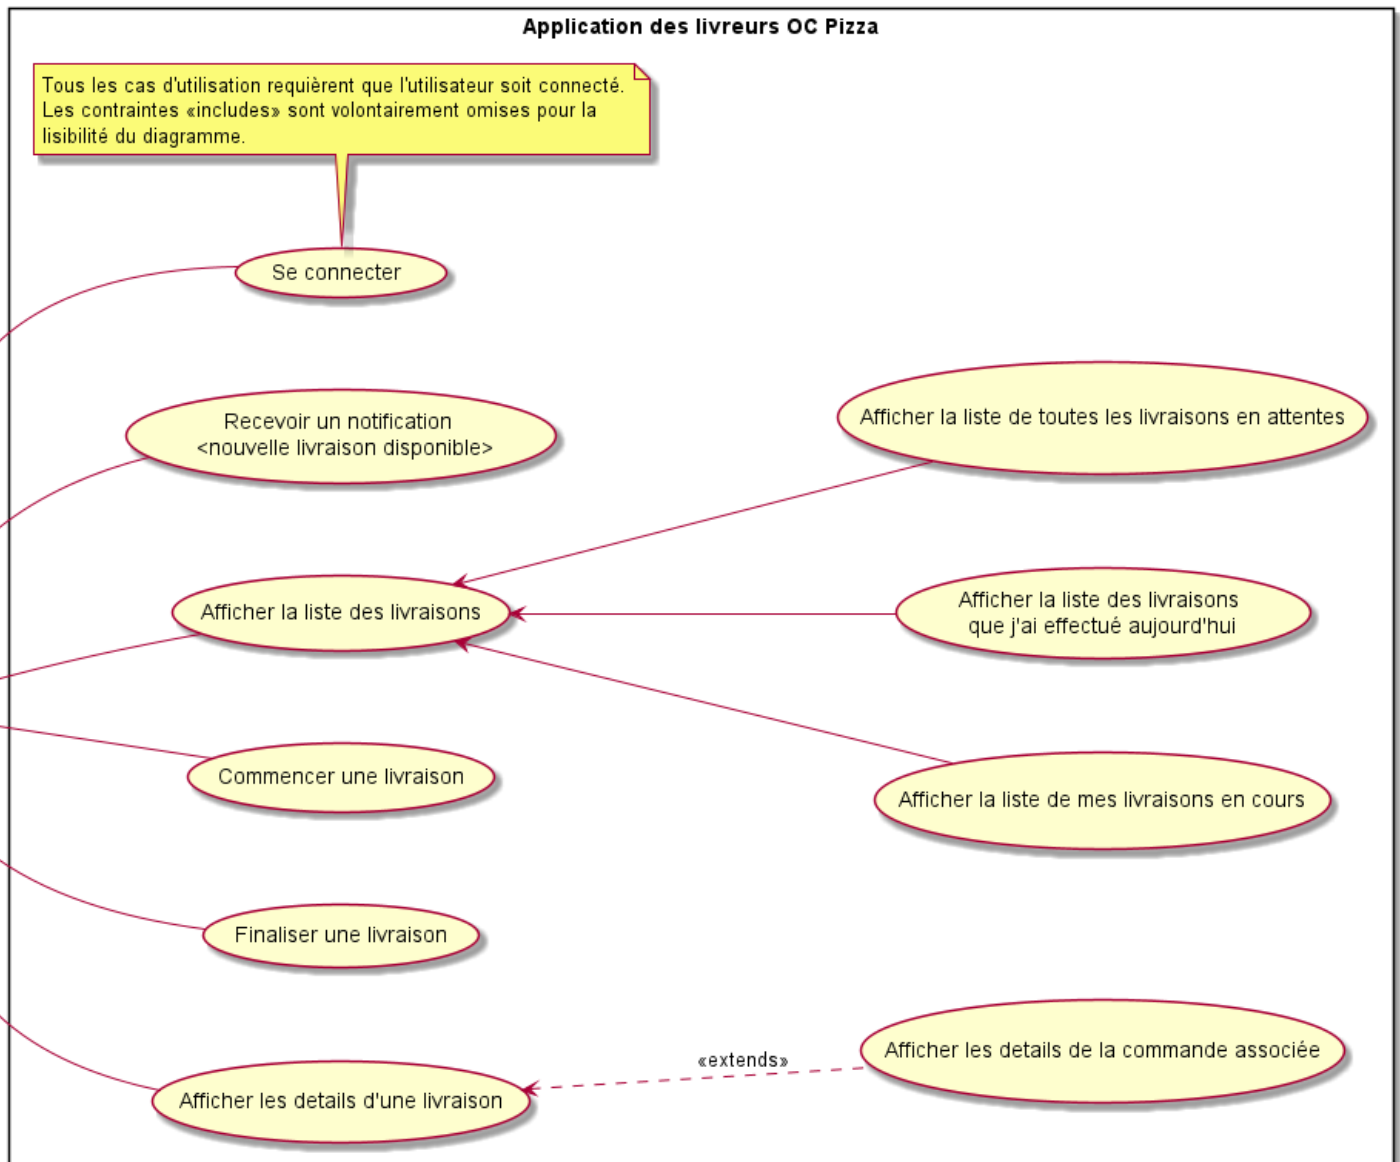 Application des livreurs OC Pizza
Tous les cas d'utilisation requièrent que l'utilisateur soit connecté.
Les contraintes «includes» sont volontairement omises pour la
lisibilité du diagramme.
Se connecter
Recevoir un notification
<nouvelle livraison disponible>
Afficher la liste de toutes les livraisons en attentes
Afficher la liste des livraisons
Afficher la liste des livraisons
que j'ai effectué aujourd'hui
Commencer une livraison
Afficher la liste de mes livraisons en cours
Finaliser une livraison
Afficher les details d'une livraison
«extends»
Afficher les details de la commande associée